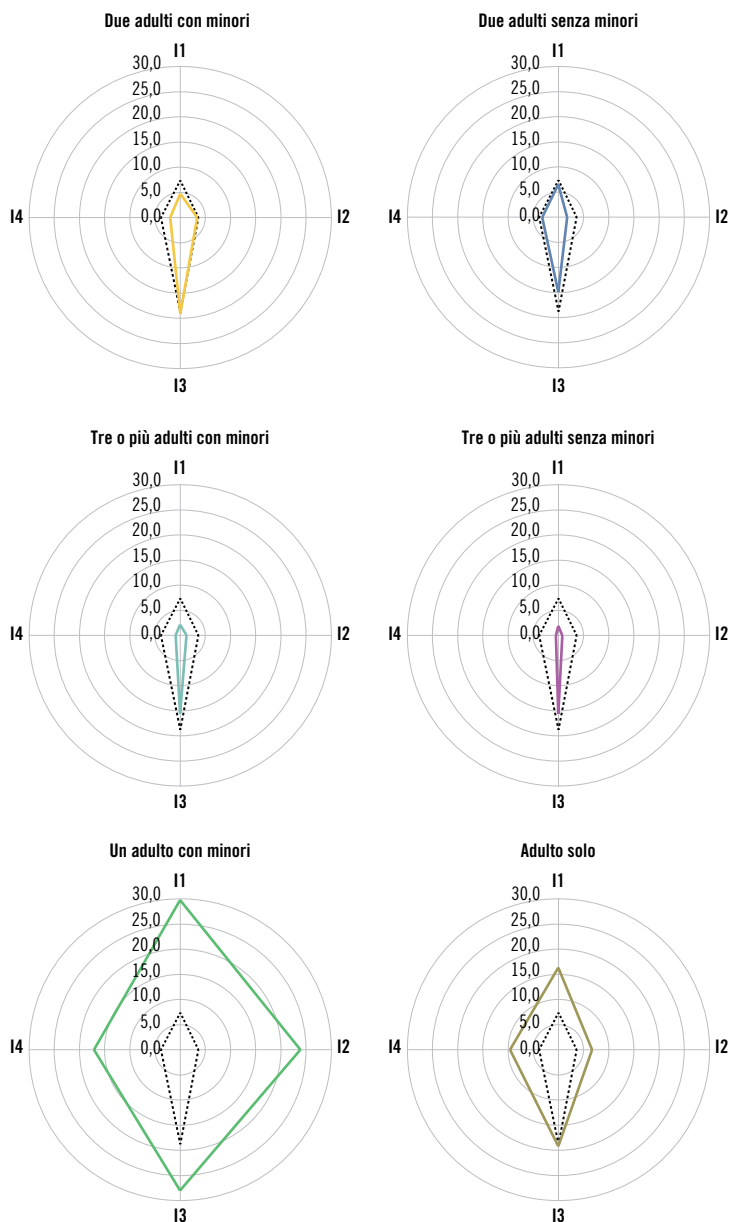 Due adulti con minori
I1
30,0
25,0
20,0
15,0
10,0
5,0
0,0
I4
I2
I3
Due adulti senza minori
I1
30,0
25,0
20,0
15,0
10,0
5,0
0,0
I4
I2
I3
Tre o più adulti con minori
I1
30,0
25,0
20,0
15,0
10,0
5,0
0,0
I4
I2
I3
Tre o più adulti senza minori
I1
30,0
25,0
20,0
15,0
10,0
5,0
0,0
I4
I2
I3
Un adulto con minori
I1
30,0
25,0
20,0
15,0
10,0
5,0
0,0
I4
I2
I3
Adulto solo
I1
30,0
25,0
20,0
15,0
10,0
5,0
0,0
I4
I2
I3